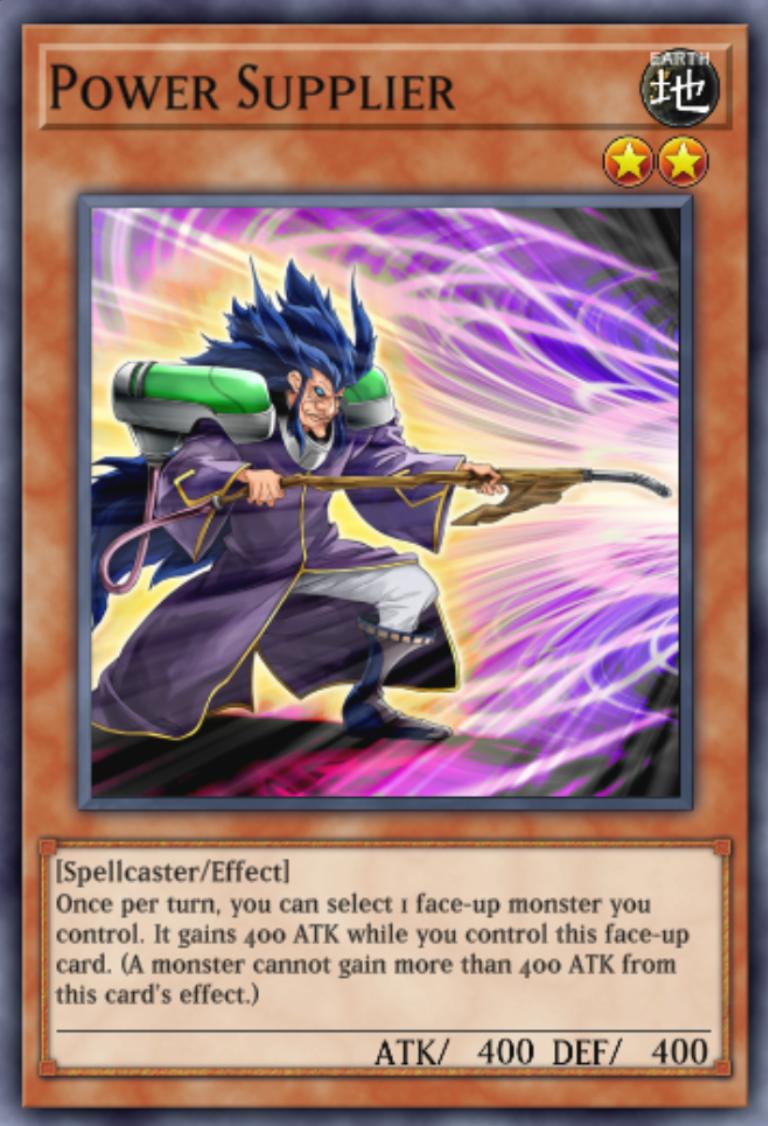 Power Supplier
EARTH
地
[Spellcaster/Effect]
Once per turn, you can select 1 face-up monster you
control. It gains 400 ATK while you control this face-up
card. (A monster cannot gain more than 400 ATK from
this card's effect.)
ATK/ 400 DEF/ 400